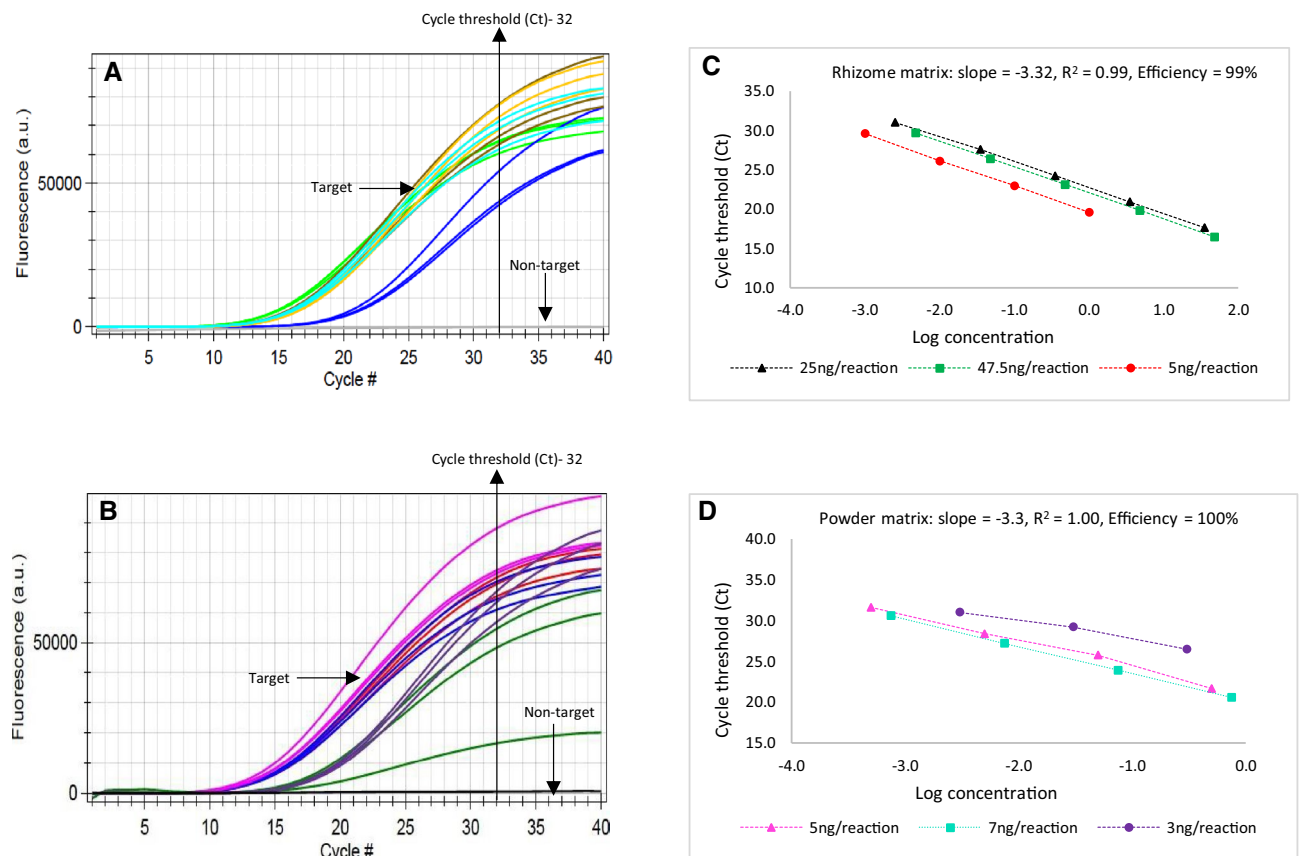 Cycle threshold (Ct)- 32
A
Fluorescence (a.u.)
50000
0
Target
Non-target
5 10 15 20 25 30 35 40
Cycle #
C
Rhizome matrix: slope = -3.32, R² = 0.99, Efficiency = 99%
Cycle threshold (Ct)
35.0
30.0
25.0
20.0
15.0
10.0
-4.0 -3.0 -2.0 -1.0 0.0 1.0 2.0
Log concentration
25ng/reaction 47.5ng/reaction 5ng/reaction
Cycle threshold (Ct)- 32
B
Fluorescence (a.u.)
50000
0
Target
Non-target
5 10 15 20 25 30 35 40
Cycle #
D
Powder matrix: slope = -3.3, R² = 1.00, Efficiency = 100%
Cycle threshold (Ct)
40.0
35.0
30.0
25.0
20.0
15.0
-4.0 -3.0 -2.0 -1.0 0.0
Log concentration
5ng/reaction 7ng/reaction 3ng/reaction